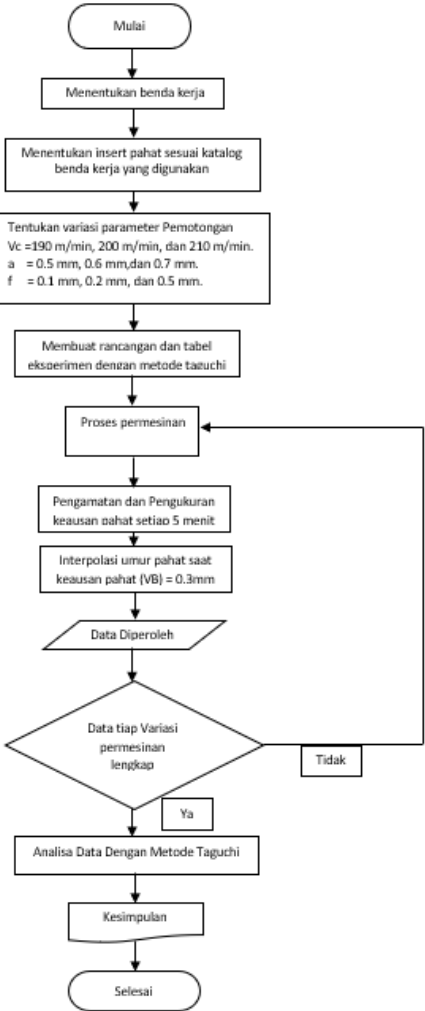 Mulai
Menentukan benda kerja
Menentukan insert pahat sesuai katalog
benda kerja yang digunakan
Tentukan variasi parameter Pemotongan
Vc =190 m/min, 200 m/min, dan 210 m/min.
a = 0.5 mm, 0.6 mm,dan 0.7 mm.
f = 0.1 mm, 0.2 mm, dan 0.5 mm.
Membuat rancangan dan tabel
eksperimen dengan metode taguchi
Proses permesinan
Pengamatan dan Pengukuran
keausan pahat setiap 5 menit
Interpolasi umur pahat saat
keausan pahat (VB) = 0.3mm
Data Diperoleh
Data tiap Variasi
permesinan
lengkap
Tidak
Ya
Analisa Data Dengan Metode Taguchi
Kesimpulan
Selesai